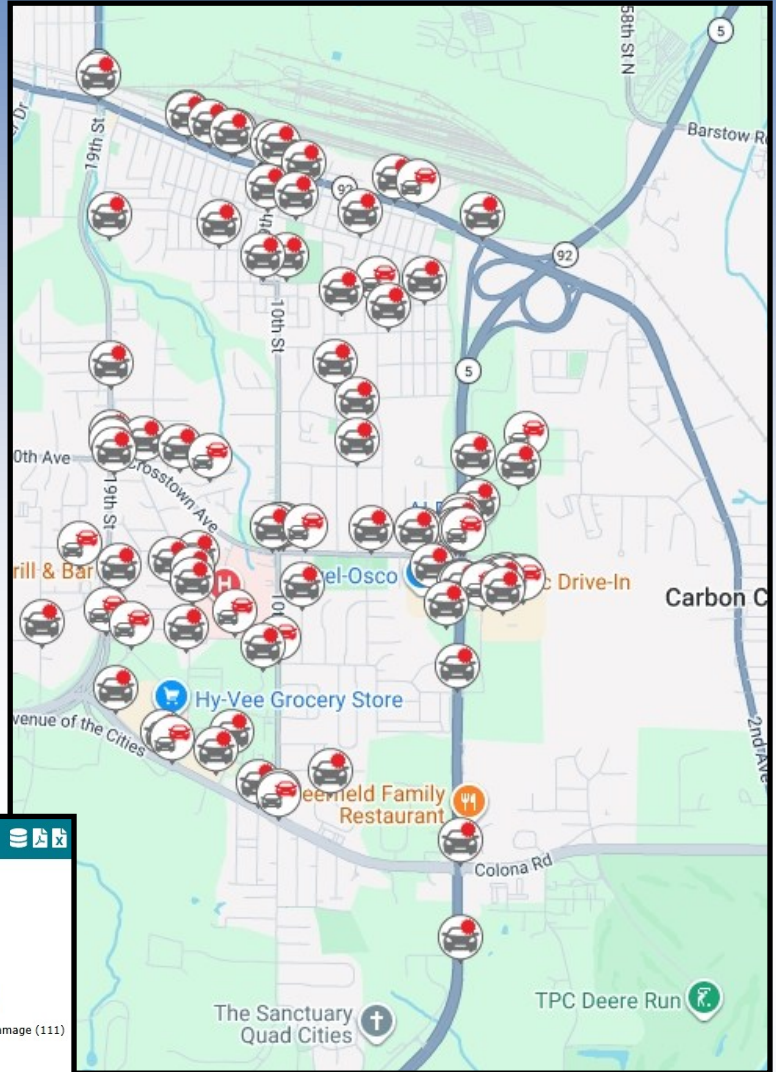 58th St N
5
Barstow R
er Dr
19th St
92
92
10th St
5
0th Ave
Crosstown Ave
19th St
rill & Bar
H
el-Osco
c Drive-In
Carbon C
Hy-Vee Grocery Store
venue of the Cities
2nd Ave
eenfield Family
Restaurant
Colona Rd
amage (111)
The Sanctuary
Quad Cities
TPC Deere Run